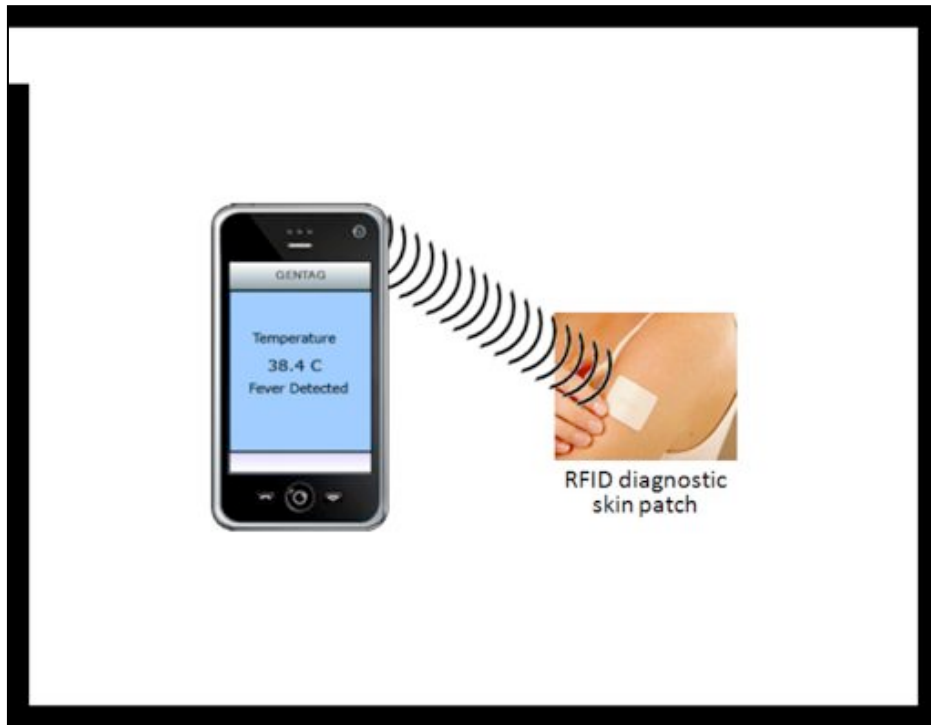 GENTAG
Temperature
38.4 C
Fever Detected
RFID diagnostic
skin patch